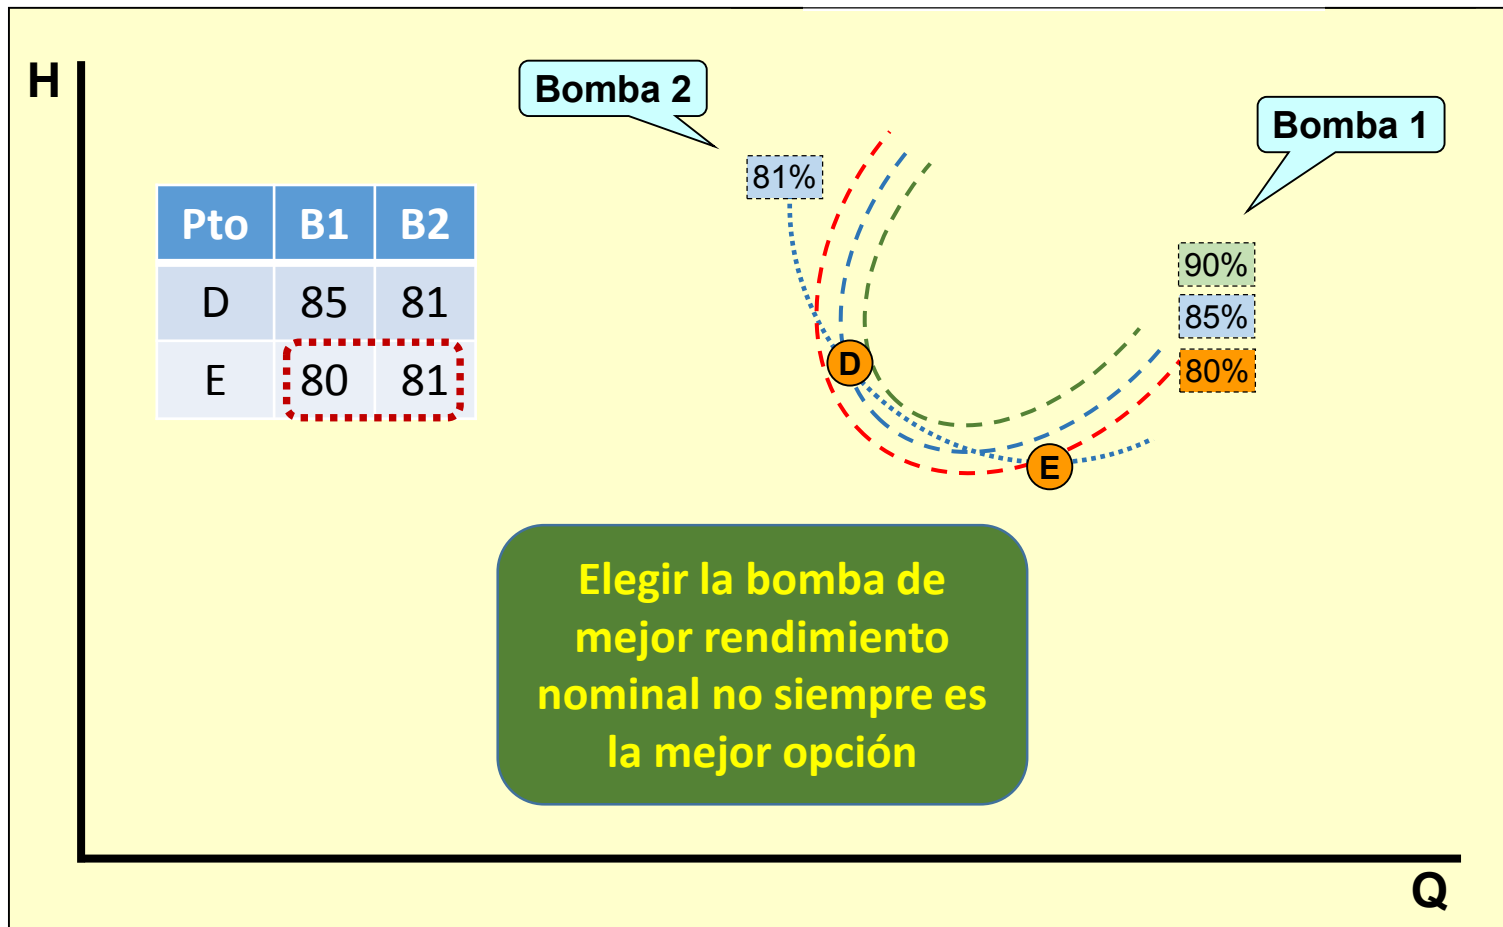 H
Bomba 2
Bomba 1
81%
Pto B1 B2
D 85 81
E 80 81
90%
85%
80%
D
E
Elegir la bomba de
mejor rendimiento
nominal no siempre es
la mejor opción
Q